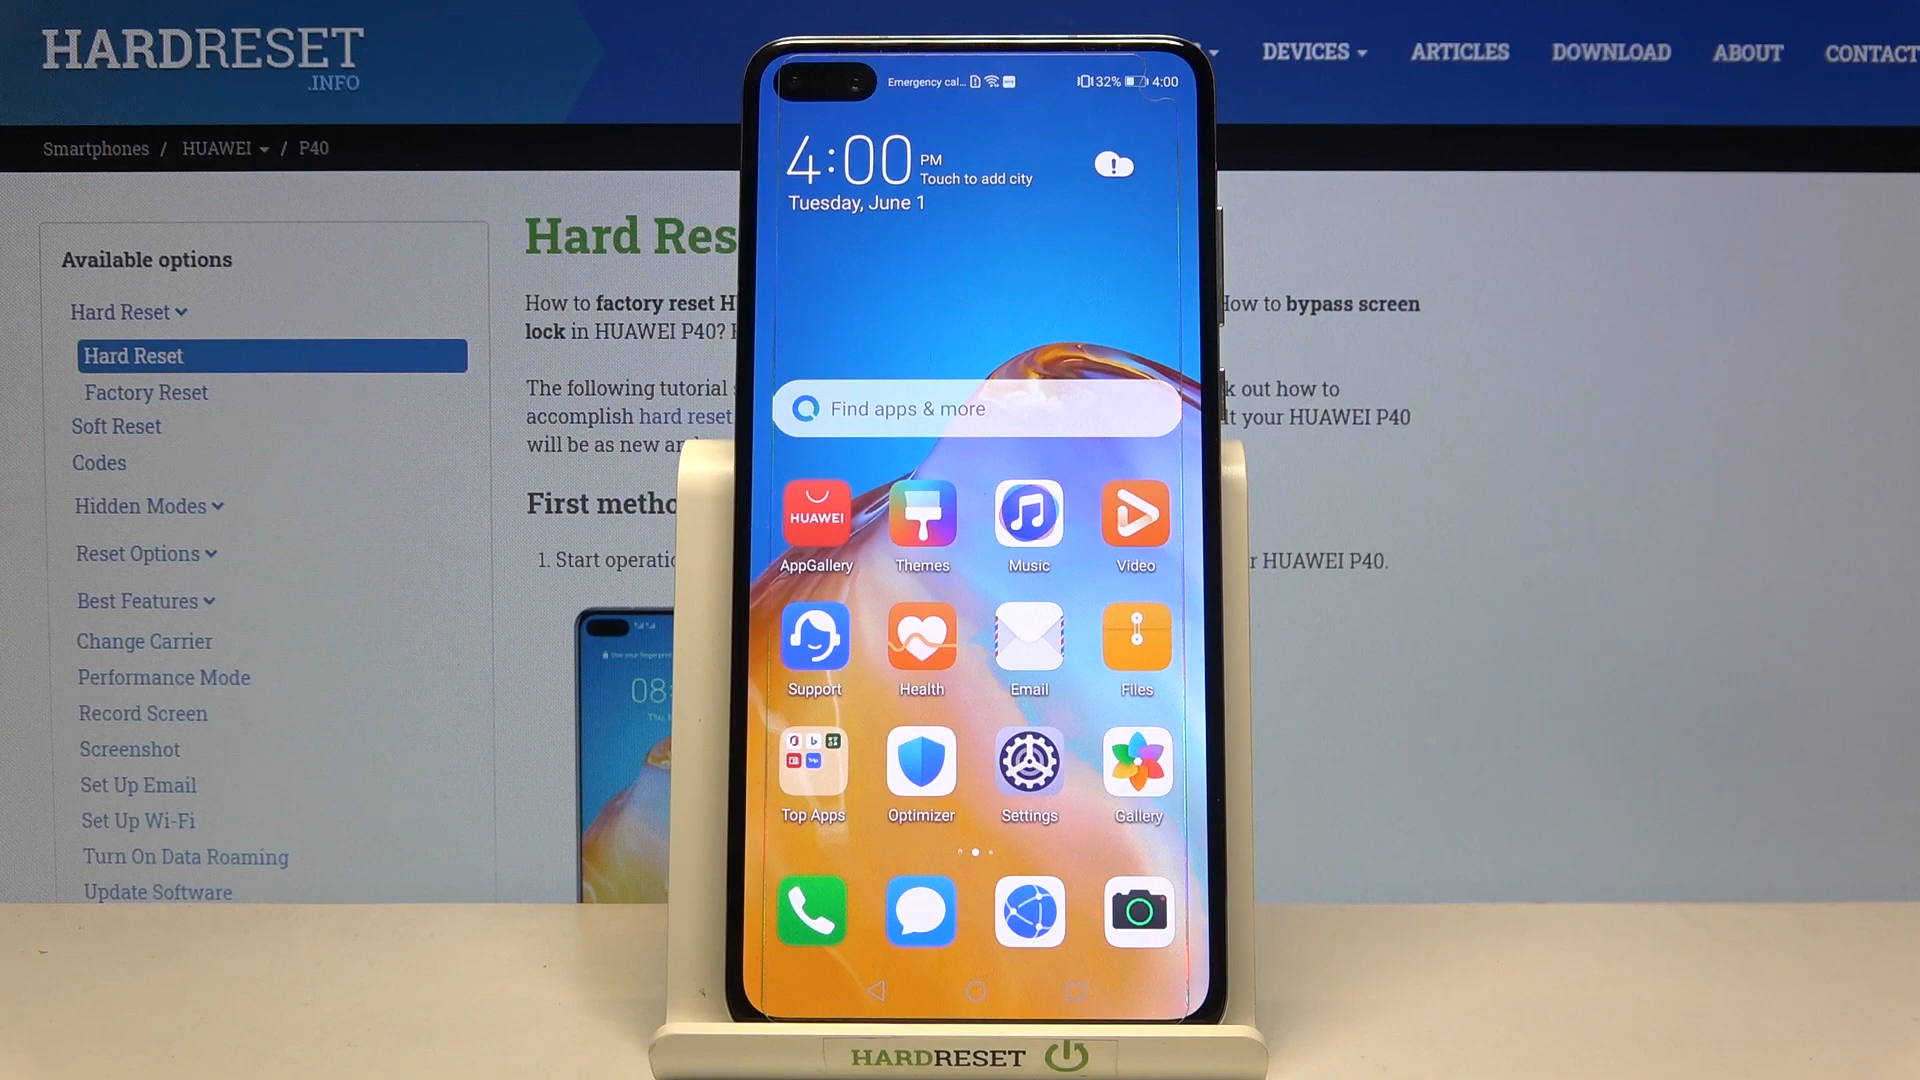 HARDRESET
.INFO
DEVICES
ARTICLES
DOWNLOAD
ABOUT
CONTACT
Smartphones / HUAWEI / P40
Available options
Hard Reset
Hard Reset
Factory Reset
Soft Reset
Codes
Hidden Modes
Reset Options
Best Features
Change Carrier
Performance Mode
Record Screen
Screenshot
Set Up Email
Set Up Wi-Fi
Turn On Data Roaming
Update Software
Hard Res
How to factory reset H
How to bypass screen
lock in HUAWEI P40?
The following tutorial
k out how to
accomplish hard reset
lt your HUAWEI P40
will be as new an
First metho
1. Start operatio
r HUAWEI P40.
08:
Emergency cal...
32%
4:00
4:00 PM
Touch to add city
Tuesday, June 1
Find apps & more
HUAWEI
AppGallery
Themes
Music
Video
Support
Health
Email
Files
Top Apps
Optimizer
Settings
Gallery
HARDRESET